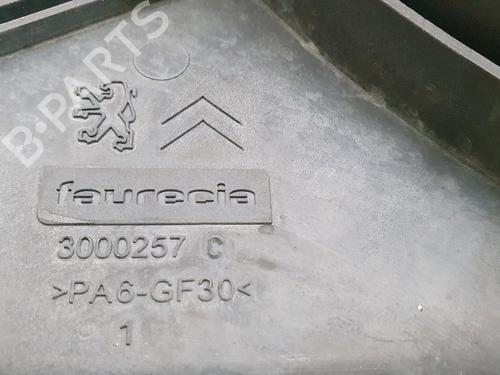 B-PARTS
faurecia
3000257 C
>PA6-GF30<
1